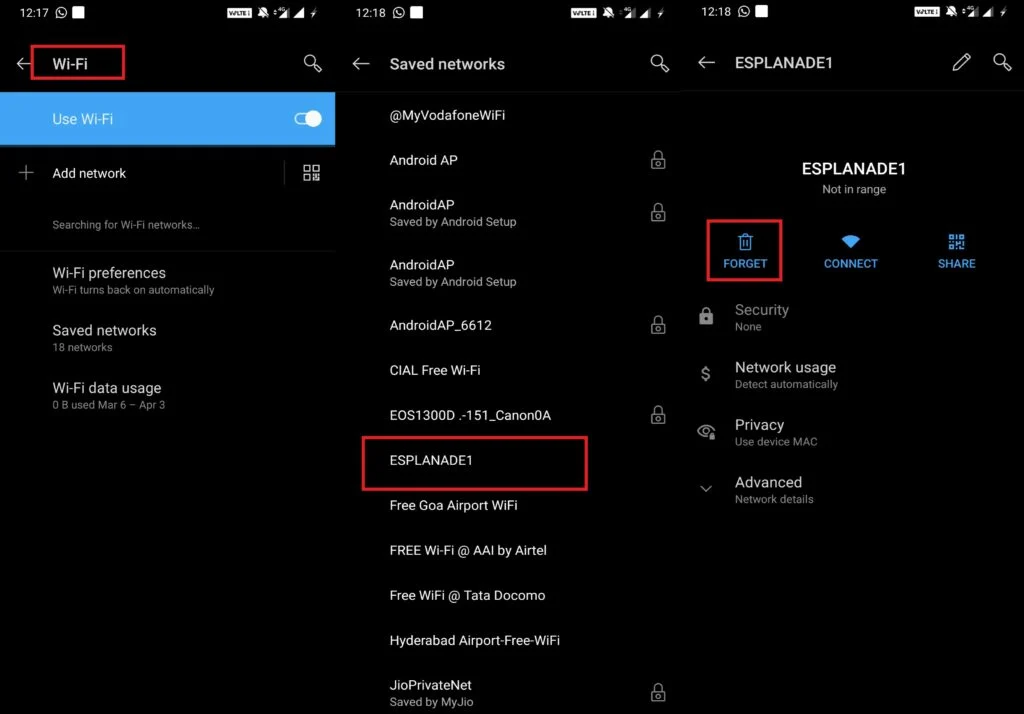 12:17
VoLTE
4G
Wi-Fi
Use Wi-Fi
Add network
Searching for Wi-Fi networks…
Wi-Fi preferences
Wi-Fi turns back on automatically
Saved networks
18 networks
Wi-Fi data usage
0 B used Mar 6 – Apr 3
12:18
VoLTE
4G
Saved networks
@MyVodafoneWiFi
Android AP
AndroidAP
Saved by Android Setup
AndroidAP
Saved by Android Setup
AndroidAP_6612
CIAL Free Wi-Fi
EOS1300D .-151_Canon0A
ESPLANADE1
Free Goa Airport WiFi
FREE Wi-Fi @ AAI by Airtel
Free WiFi @ Tata Docomo
Hyderabad Airport-Free-WiFi
JioPrivateNet
Saved by MyJio
12:18
VoLTE
4G
ESPLANADE1
ESPLANADE1
Not in range
FORGET
CONNECT
SHARE
Security
None
Network usage
Detect automatically
Privacy
Use device MAC
Advanced
Network details